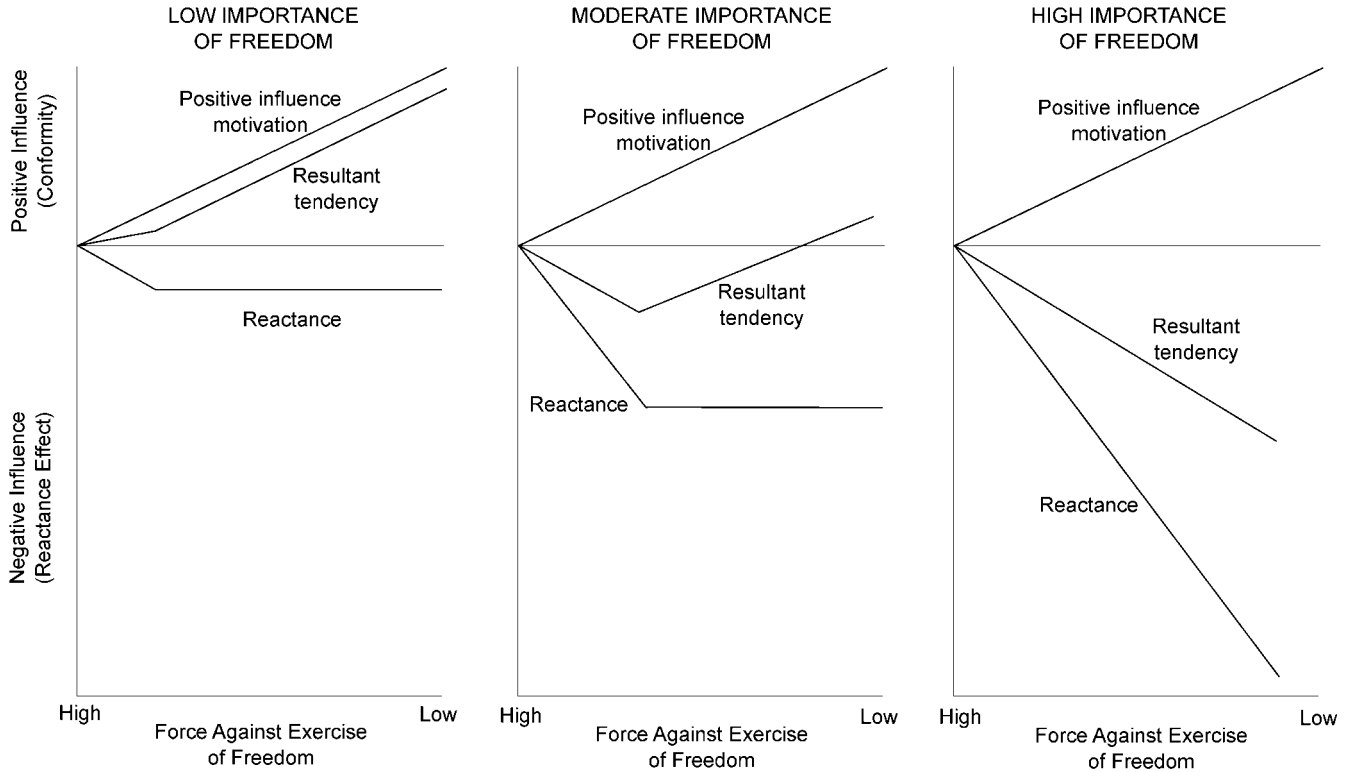 LOW IMPORTANCE
OF FREEDOM
Positive Influence
(Conformity)
Negative Influence
(Reactance Effect)
Positive influence
motivation
Resultant
tendency
Reactance
High
Low
Force Against Exercise
of Freedom
MODERATE IMPORTANCE
OF FREEDOM
Positive influence
motivation
Resultant
tendency
Reactance
High
Low
Force Against Exercise
of Freedom
HIGH IMPORTANCE
OF FREEDOM
Positive influence
motivation
Resultant
tendency
Reactance
High
Low
Force Against Exercise
of Freedom